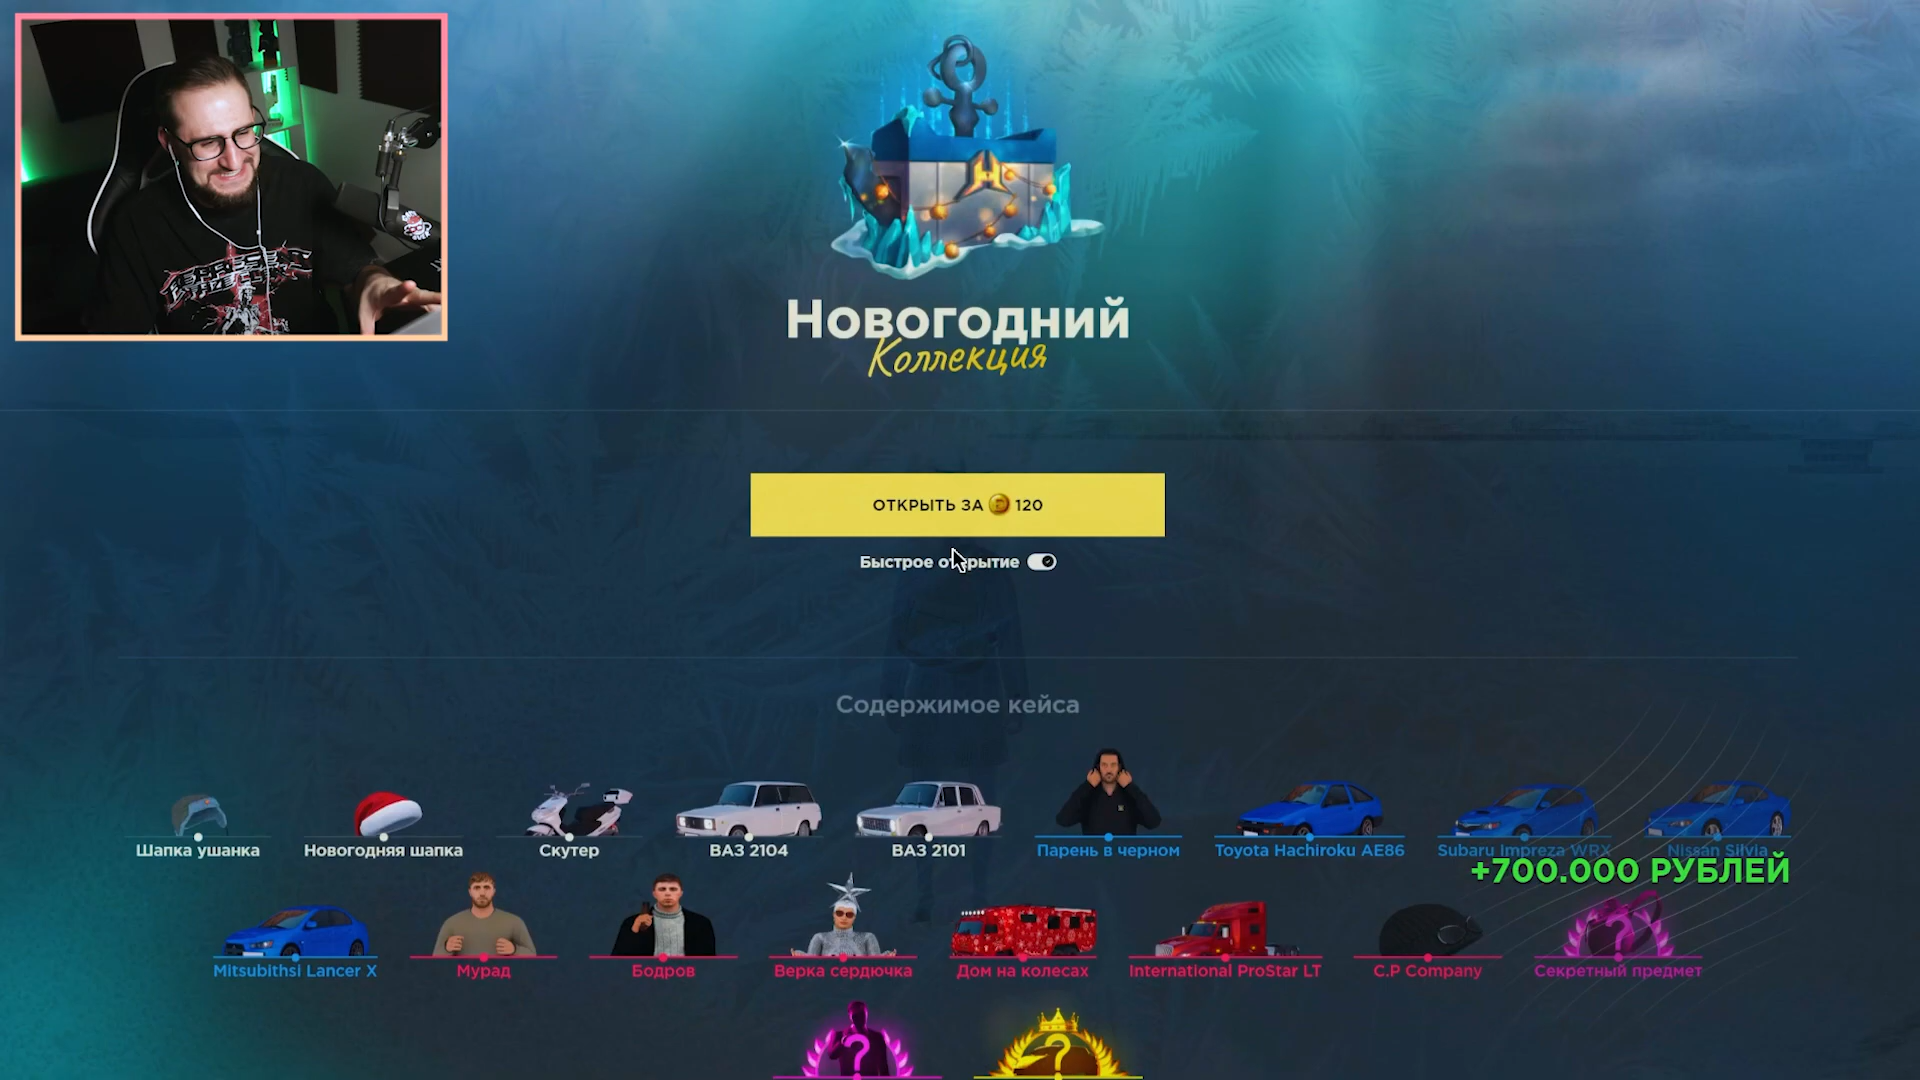 Новогодний
Коллекция
ОТКРЫТЬ ЗА 120
Быстрое открытие
Содержимое кейса
Шапка ушанка
Новогодняя шапка
Скутер
ВАЗ 2104
ВАЗ 2101
Парень в черном
Toyota Hachiroku AE86
Subaru Impreza WRX
Nissan Silvia
+700.000 РУБЛЕЙ
Mitsubithsi Lancer X
Мурад
Бодров
Верка сердючка
Дом на колесах
International ProStar LT
C.P Company
Секретный предмет